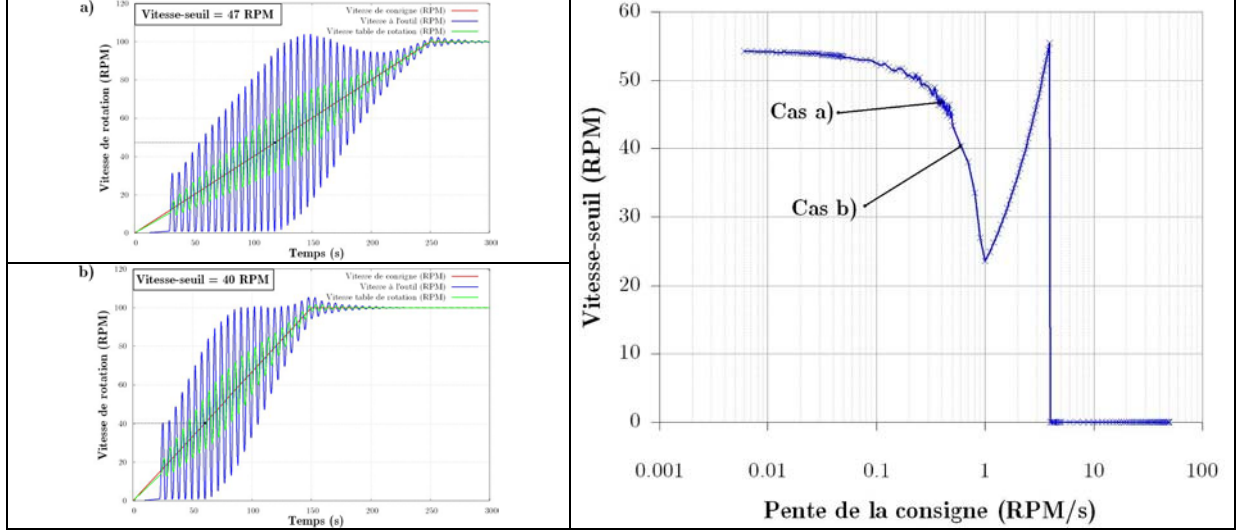 a)
Vitesse-seuil = 47 RPM
Vitesse de consigne (RPM)
Vitesse à l'outil (RPM)
Vitesse table de rotation (RPM)
Vitesse de rotation (RPM)
120
100
80
60
40
20
0
0 50 100 150 200 250 300
Temps (s)
b)
Vitesse-seuil = 40 RPM
Vitesse de consigne (RPM)
Vitesse à l'outil (RPM)
Vitesse table de rotation (RPM)
Vitesse de rotation (RPM)
120
100
80
60
40
20
0
0 50 100 150 200 250 300
Temps (s)
Vitesse-seuil (RPM)
60
50
40
30
20
10
0
Cas a)
Cas b)
0.001 0.01 0.1 1 10 100
Pente de la consigne (RPM/s)